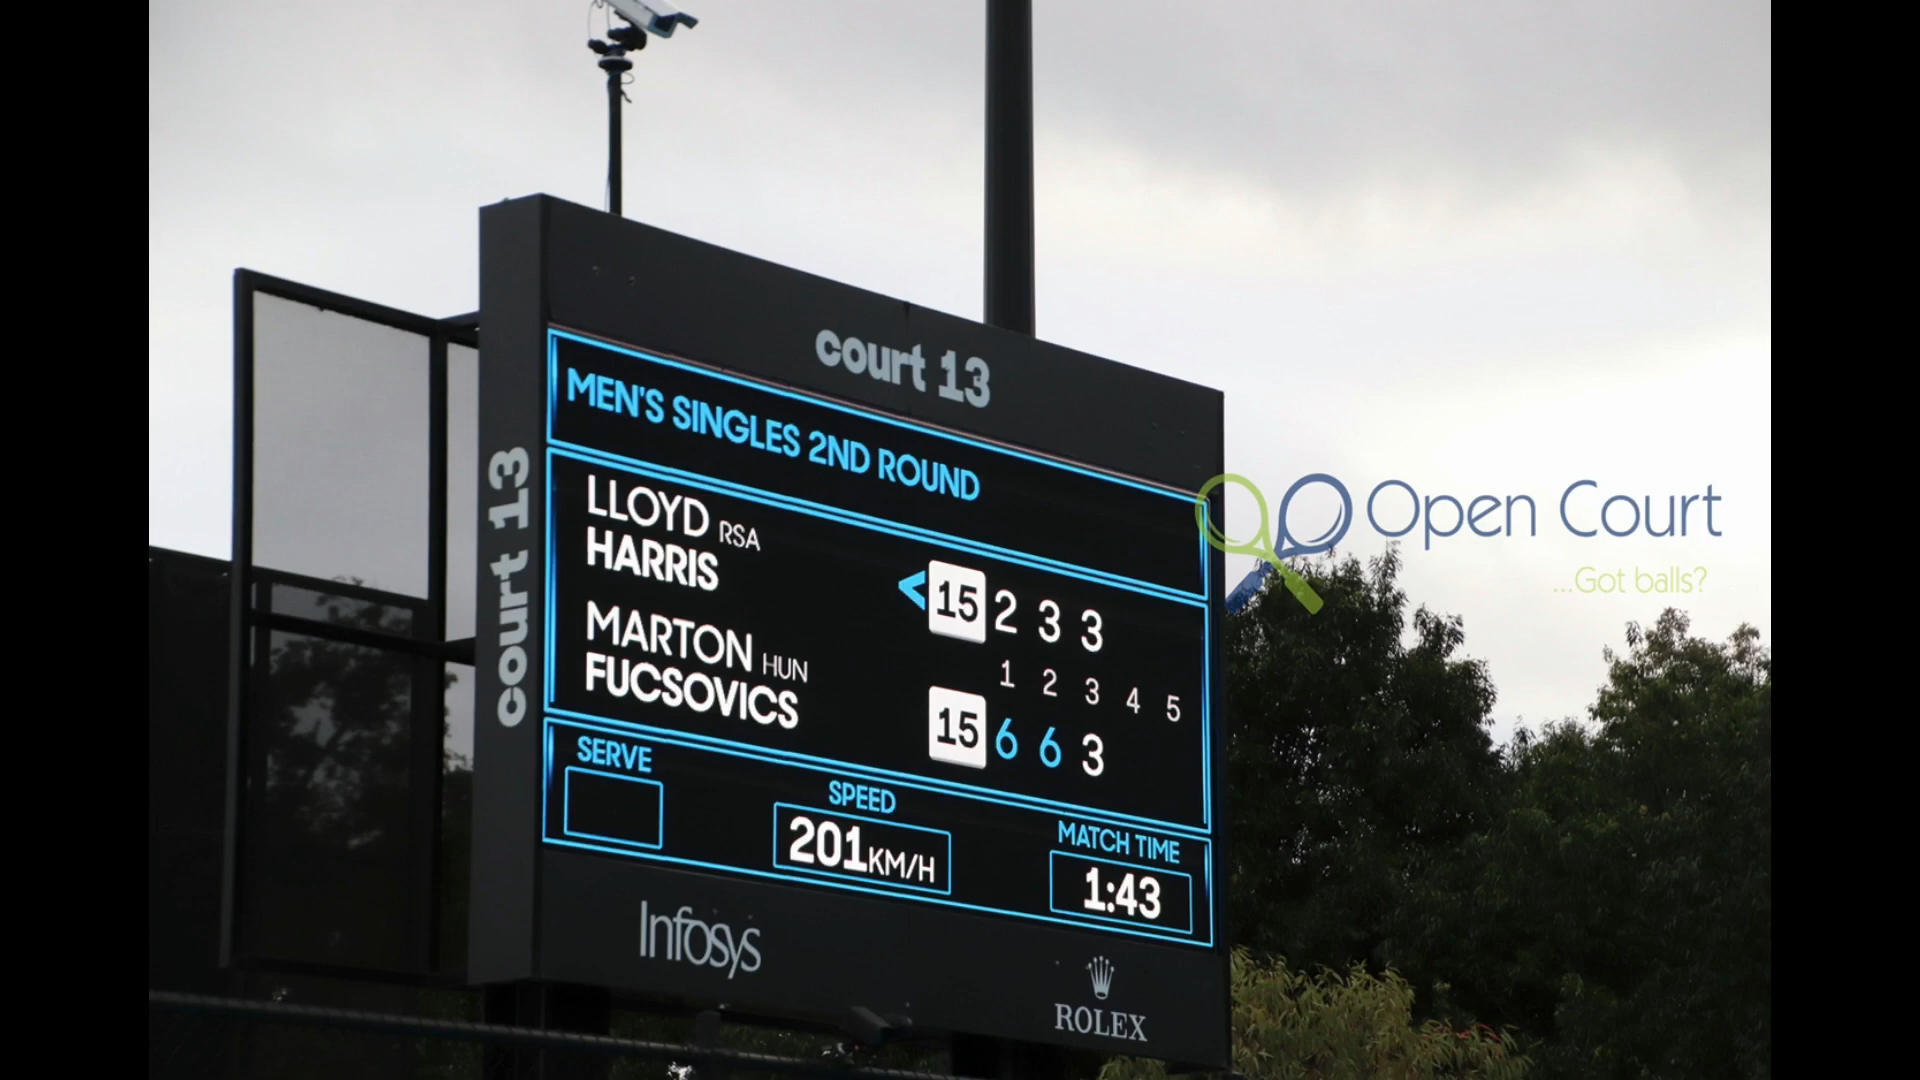 court 13
court 13
MEN'S SINGLES 2ND ROUND
LLOYD RSA
HARRIS
< 15 2 3 3
1 2 3 4 5
MARTON HUN
FUCSOVICS
15 6 6 3
SERVE
SPEED
201KM/H
MATCH TIME
1:43
Infosys
ROLEX
Open Court
...Got balls?